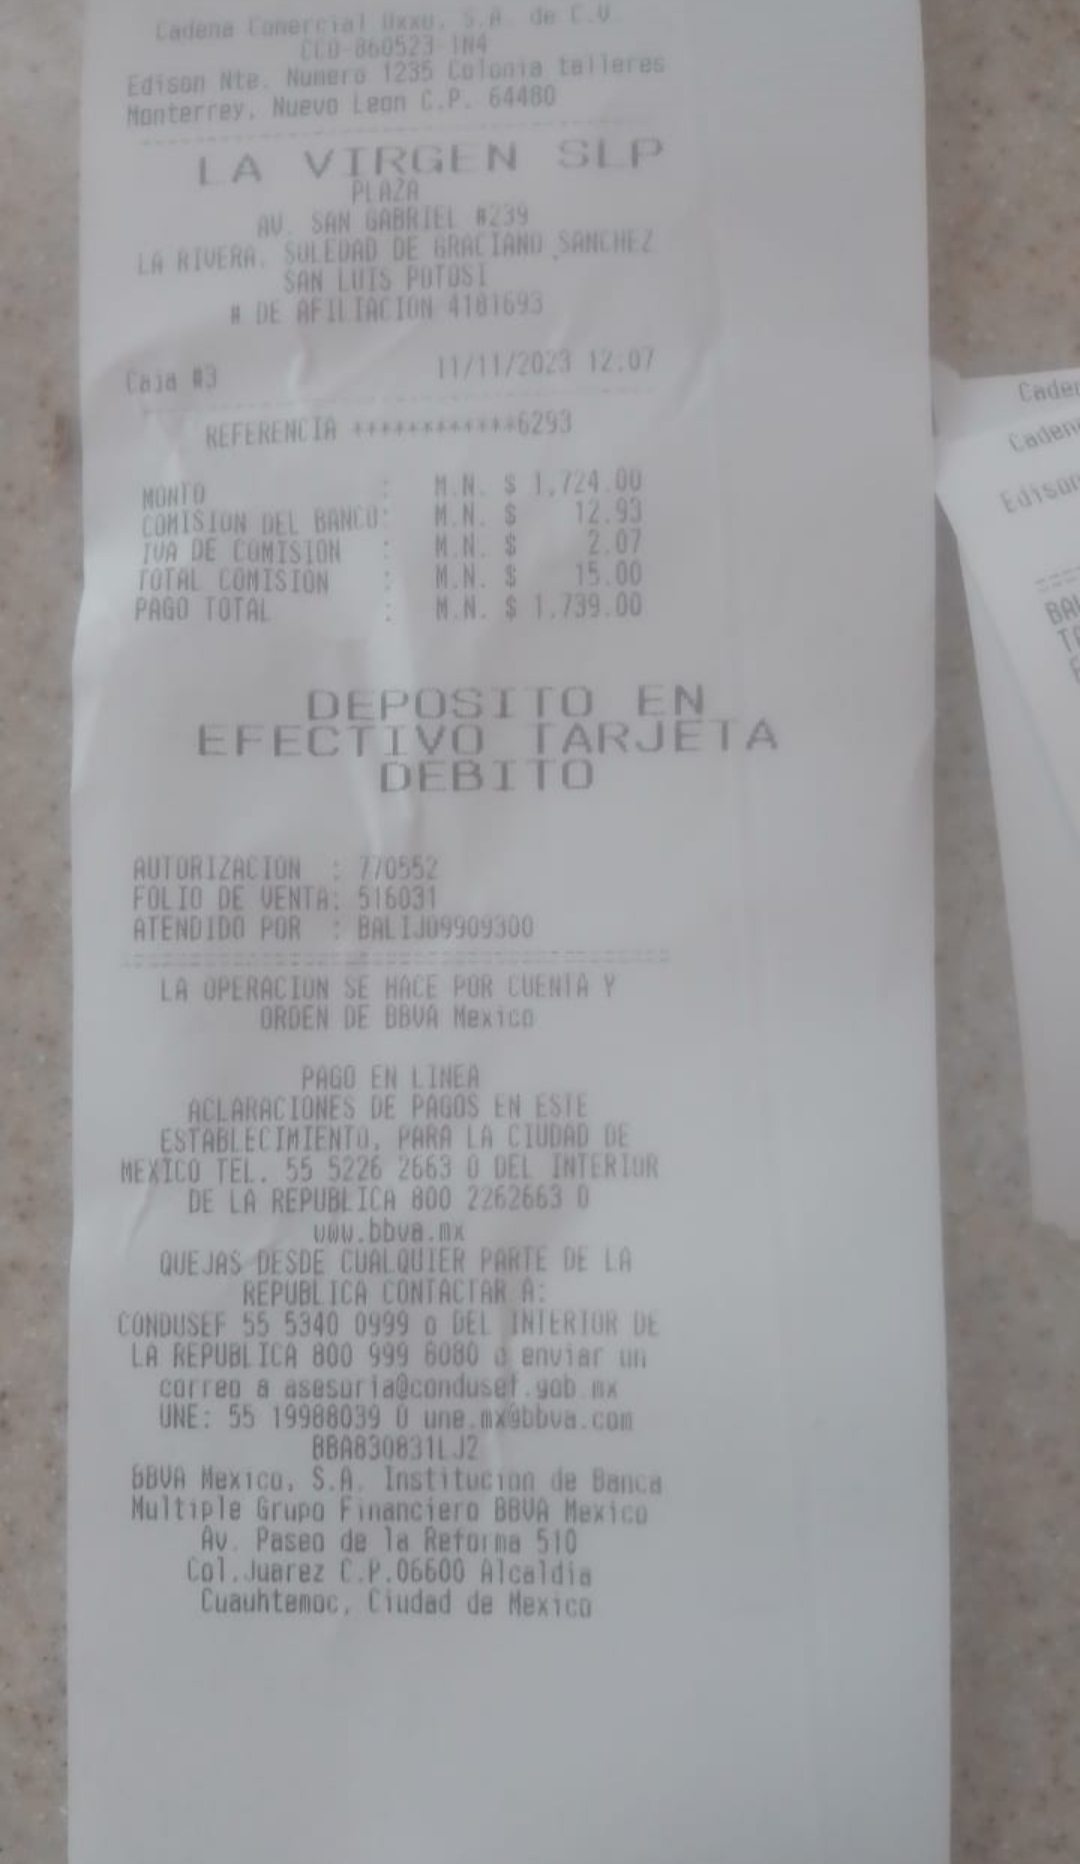 Cadena Comercial Oxxo, S.A. de C.V.
CCO-860523-1N4
Edison Nte. Numero 1235 Colonia talleres
Monterrey, Nuevo Leon C.P. 64480
LA VIRGEN SLP
PLAZA
AV. SAN GABRIEL #239
LA RIVERA, SOLEDAD DE GRACIANO SANCHEZ
SAN LUIS POTOSI
# DE AFILIACION 4181693
Caja #3 11/11/2023 12:07
REFERENCIA ************6293
MONTO : M.N. $ 1,724.00
COMISION DEL BANCO: M.N. $ 12.93
IVA DE COMISION : M.N. $ 2.07
TOTAL COMISION : M.N. $ 15.00
PAGO TOTAL : M.N. $ 1,739.00
DEPOSITO EN
EFECTIVO TARJETA
DEBITO
AUTORIZACION : 770552
FOLIO DE VENTA: 516031
ATENDIDO POR : BALIJ09909300
LA OPERACION SE HACE POR CUENTA Y
ORDEN DE BBVA Mexico
PAGO EN LINEA
ACLARACIONES DE PAGOS EN ESTE
ESTABLECIMIENTO, PARA LA CIUDAD DE
MEXICO TEL. 55 5226 2663 O DEL INTERIOR
DE LA REPUBLICA 800 2262663 O
www.bbva.mx
QUEJAS DESDE CUALQUIER PARTE DE LA
REPUBLICA CONTACTAR A:
CONDUSEF 55 5340 0999 o DEL INTERIOR DE
LA REPUBLICA 800 999 8080 o enviar un
correo a asesoria@condusef.gob.mx
UNE: 55 19988039 O une.mx@bbva.com
BBA830831LJ2
BBVA Mexico, S.A. Institucion de Banca
Multiple Grupo Financiero BBVA Mexico
Av. Paseo de la Reforma 510
Col.Juarez C.P.06600 Alcaldia
Cuauhtemoc, Ciudad de Mexico
Caden
Cadena
Edison
BAL